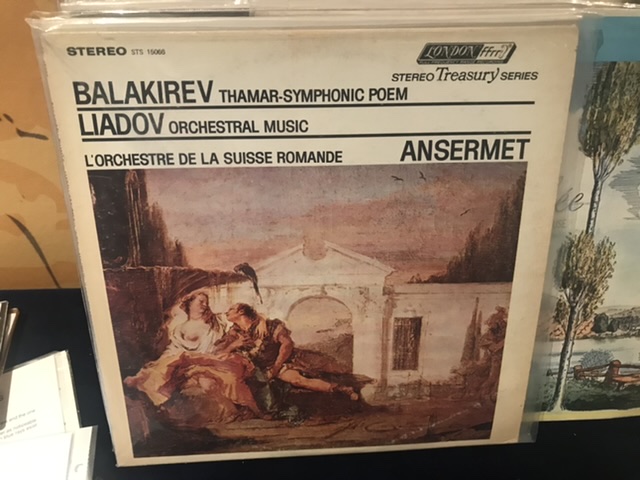 STEREO STS 15066
LONDON ffrr
STEREO Treasury SERIES
BALAKIREV THAMAR-SYMPHONIC POEM
LIADOV ORCHESTRAL MUSIC
L'ORCHESTRE DE LA SUISSE ROMANDE ANSERMET